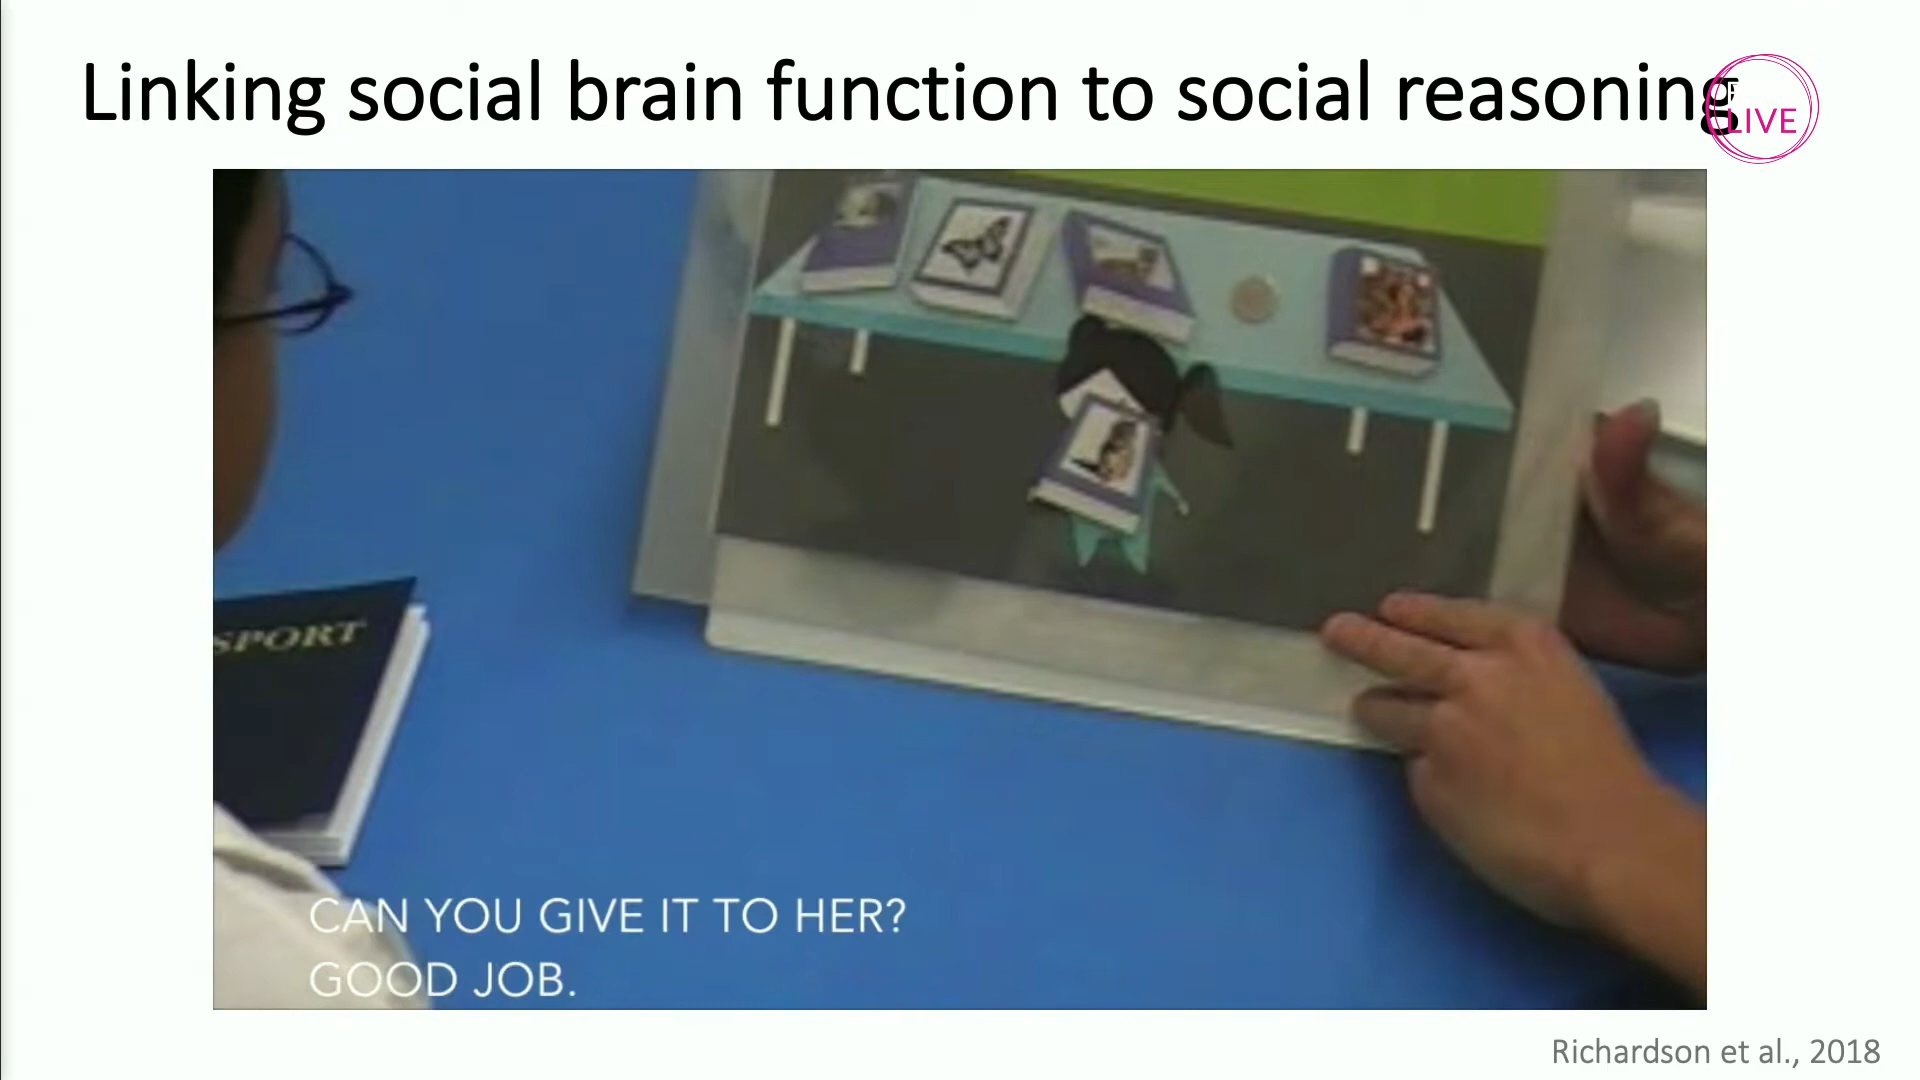 Linking social brain function to social reasoning
LIVE
SPORT
CAN YOU GIVE IT TO HER?
GOOD JOB.
Richardson et al., 2018